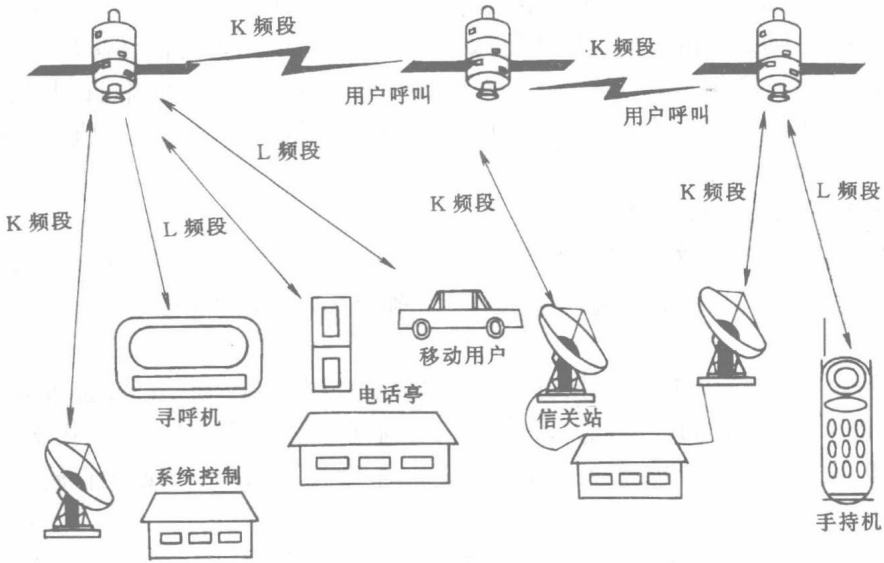 K 频段
K 频段
用户呼叫
用户呼叫
L 频段
K 频段
L 频段
K 频段
K 频段
L 频段
移动用户
寻呼机
电话亭
信关站
系统控制
手持机